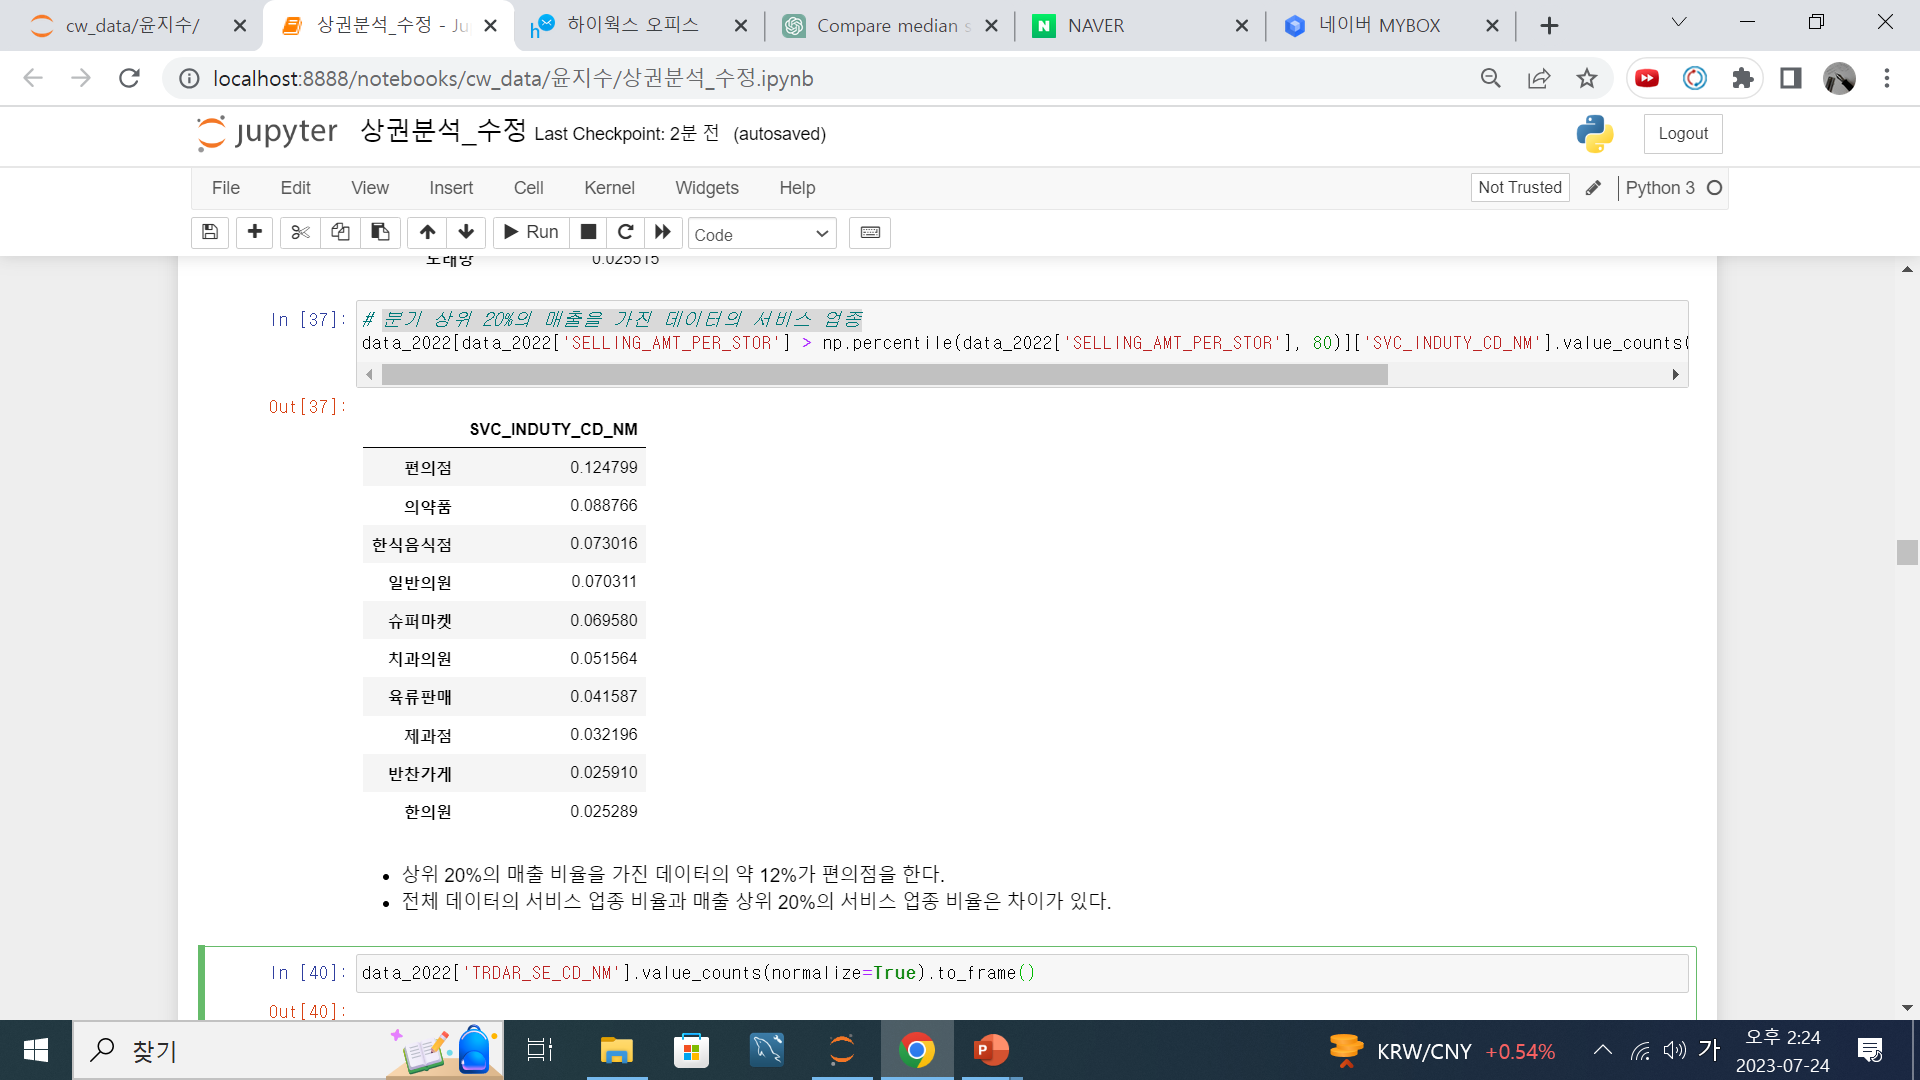 cw_data/윤지수/
상권분석_수정 - Ju
하이웍스 오피스
Compare median s
NAVER
네이버 MYBOX
localhost:8888/notebooks/cw_data/윤지수/상권분석_수정.ipynb
jupyter 상권분석_수정 Last Checkpoint: 2분 전 (autosaved)
Logout
File Edit View Insert Cell Kernel Widgets Help
Not Trusted
Python 3
Run
Code
노래방 0.025515
In [37]:
# 분기 상위 20%의 매출을 가진 데이터의 서비스 업종
data_2022[data_2022['SELLING_AMT_PER_STOR'] > np.percentile(data_2022['SELLING_AMT_PER_STOR'], 80)]['SVC_INDUTY_CD_NM'].value_counts(
Out[37]:
SVC_INDUTY_CD_NM
편의점 0.124799
의약품 0.088766
한식음식점 0.073016
일반의원 0.070311
슈퍼마켓 0.069580
치과의원 0.051564
육류판매 0.041587
제과점 0.032196
반찬가게 0.025910
한의원 0.025289
• 상위 20%의 매출 비율을 가진 데이터의 약 12%가 편의점을 한다.
• 전체 데이터의 서비스 업종 비율과 매출 상위 20%의 서비스 업종 비율은 차이가 있다.
In [40]:
data_2022['TRDAR_SE_CD_NM'].value_counts(normalize=True).to_frame()
Out[40]:
찾기
KRW/CNY +0.54%
가
오후 2:24
2023-07-24